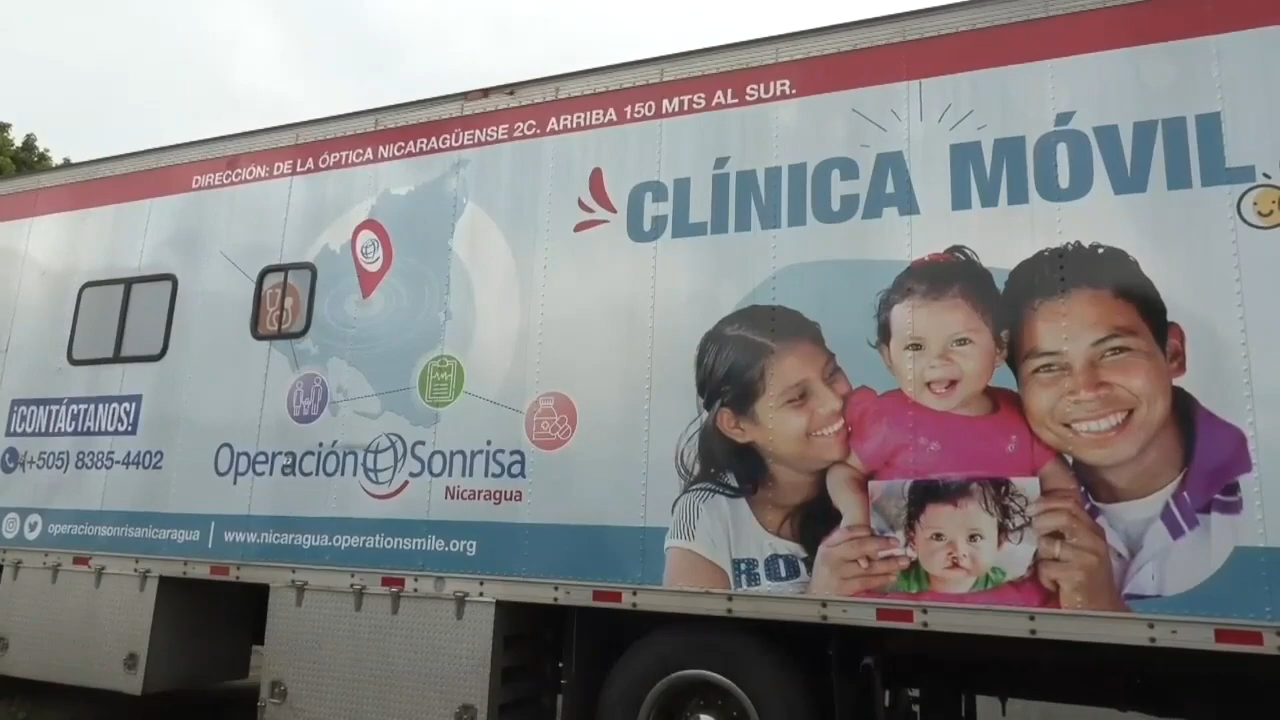 DIRECCIÓN: DE LA ÓPTICA NICARAGÜENSE 2C. ARRIBA 150 MTS AL SUR.
CLÍNICA MÓVIL
¡CONTÁCTANOS!
(+505) 8385-4402
Operación Sonrisa
Nicaragua
operacionsonrisanicaragua | www.nicaragua.operationsmile.org